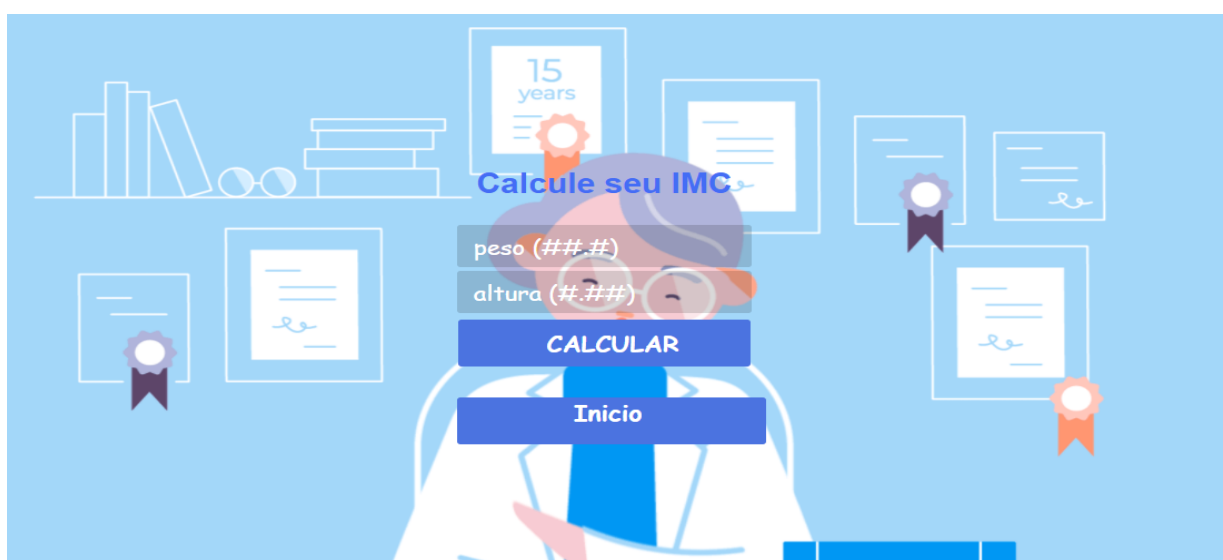 15
years
Calcule seu IMC
peso (##.#)
altura (#.##)
CALCULAR
Inicio